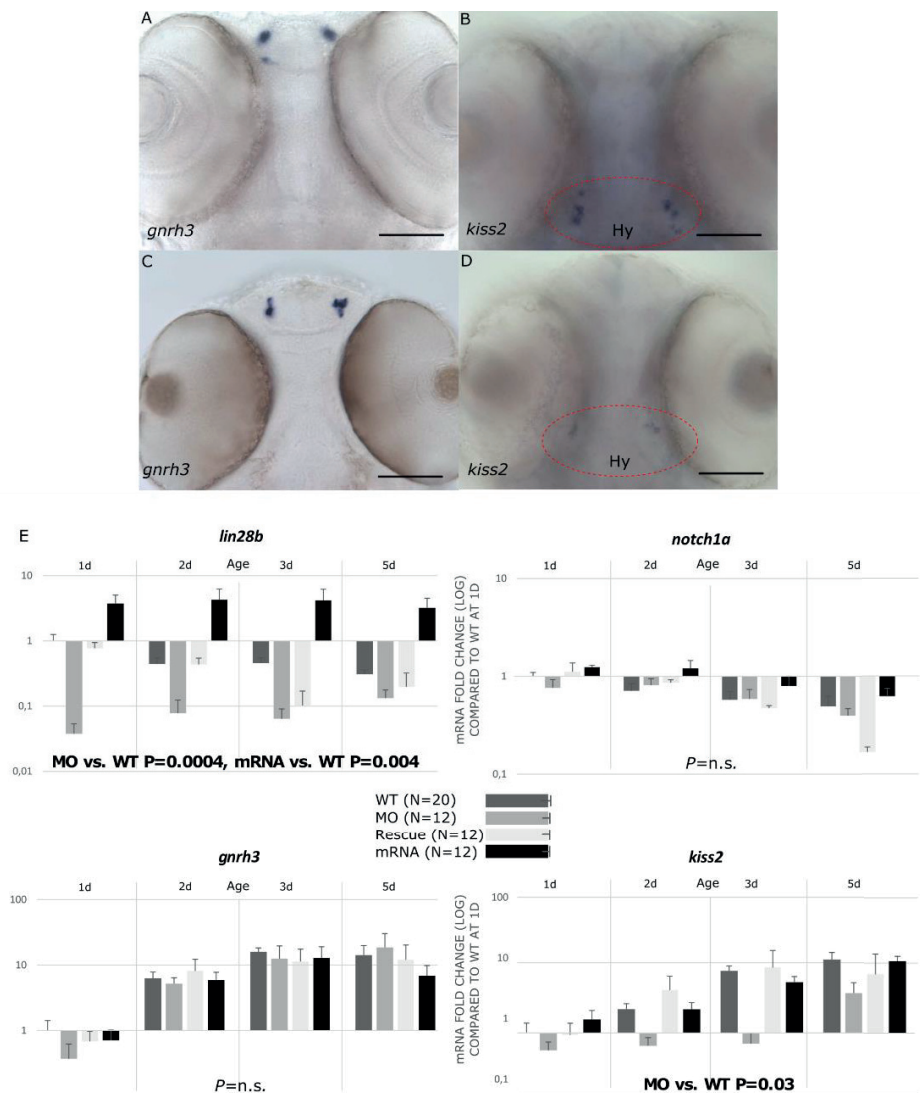 A
B
gnrh3
kiss2
Hy
C
D
gnrh3
kiss2
Hy
E
lin28b
notch1a
1d 2d Age 3d 5d
10
1
0,1
0,01
MO vs. WT P=0.0004, mRNA vs. WT P=0.004
mRNA FOLD CHANGE (LOG)
COMPARED TO WT AT 1D
1d 2d Age 3d 5d
10
1
0,1
P=n.s.
WT (N=20)
MO (N=12)
Rescue (N=12)
mRNA (N=12)
gnrh3
kiss2
1d 2d Age 3d 5d
100
10
1
P=n.s.
mRNA FOLD CHANGE (LOG)
COMPARED TO WT AT 1D
1d 2d Age 3d 5d
100
10
1
0,1
MO vs. WT P=0.03